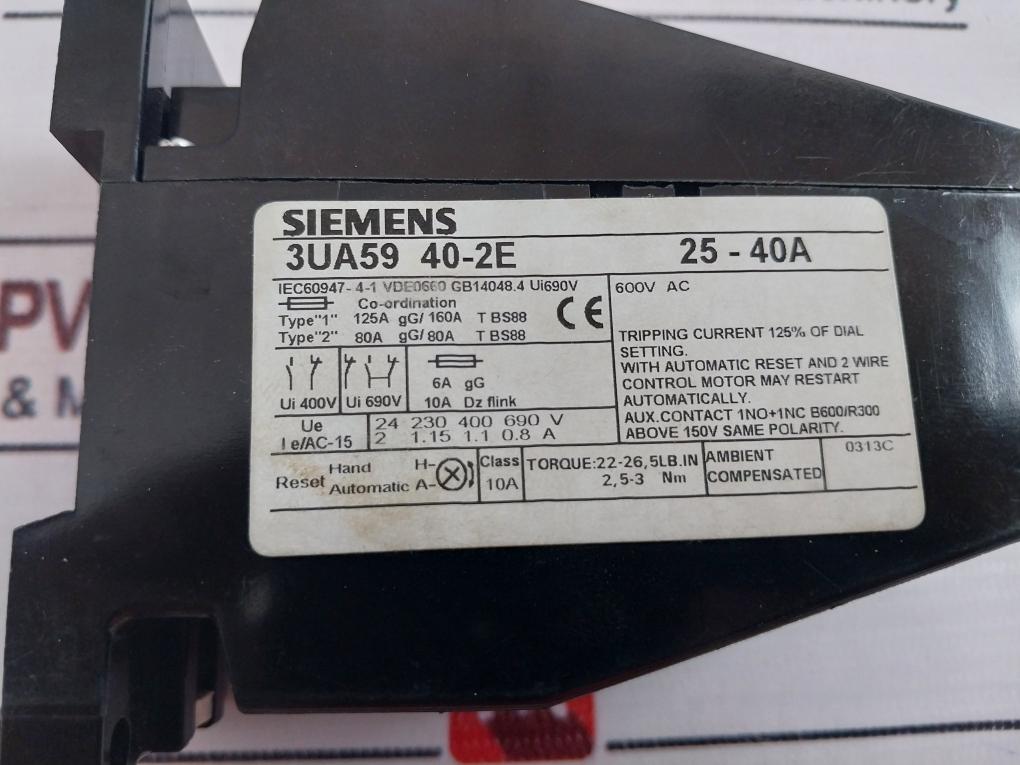 SIEMENS
3UA59 40-2E 25 - 40A
IEC60947- 4-1 VDE0660 GB14048.4 Ui690V
Co-ordination
Type"1" 125A gG/ 160A T BS88
Type"2" 80A gG/ 80A T BS88
CE
600V AC
TRIPPING CURRENT 125% OF DIAL
SETTING.
WITH AUTOMATIC RESET AND 2 WIRE
CONTROL MOTOR MAY RESTART
AUTOMATICALLY.
AUX.CONTACT 1NO+1NC B600/R300
ABOVE 150V SAME POLARITY.
Ui 400V Ui 690V
6A gG
10A Dz flink
Ue 24 230 400 690 V
Ie/AC-15 2 1.15 1.1 0.8 A
Reset Hand H-
Automatic A-
Class
10A
TORQUE:22-26,5LB.IN
2,5-3 Nm
AMBIENT
COMPENSATED
0313C
PV
& M